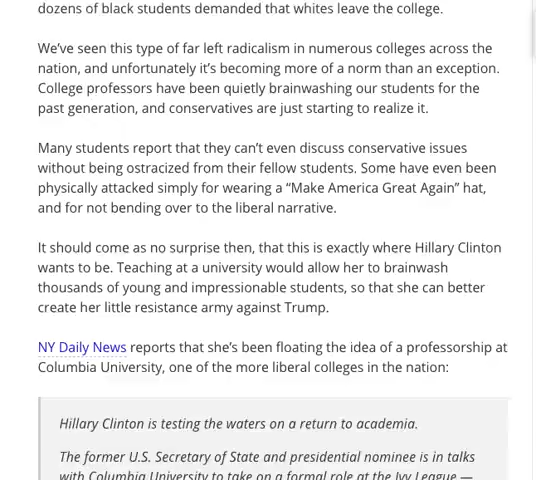 dozens of black students demanded that whites leave the college.
We’ve seen this type of far left radicalism in numerous colleges across the
nation, and unfortunately it’s becoming more of a norm than an exception.
College professors have been quietly brainwashing our students for the
past generation, and conservatives are just starting to realize it.
Many students report that they can’t even discuss conservative issues
without being ostracized from their fellow students. Some have even been
physically attacked simply for wearing a “Make America Great Again” hat,
and for not bending over to the liberal narrative.
It should come as no surprise then, that this is exactly where Hillary Clinton
wants to be. Teaching at a university would allow her to brainwash
thousands of young and impressionable students, so that she can better
create her little resistance army against Trump.
NY Daily News reports that she’s been floating the idea of a professorship at
Columbia University, one of the more liberal colleges in the nation:
Hillary Clinton is testing the waters on a return to academia.
The former U.S. Secretary of State and presidential nominee is in talks
with Columbia University to take on a formal role at the Ivy League —